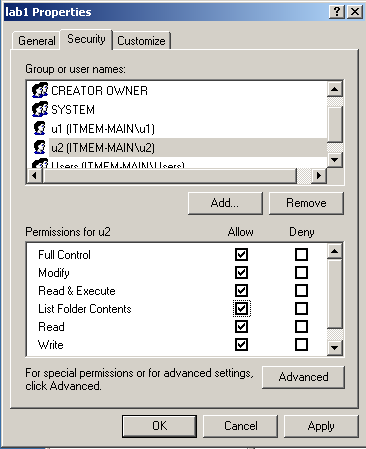 lab1 Properties
General Security Customize
Group or user names:
CREATOR OWNER
SYSTEM
u1 (ITMEM-MAIN\u1)
u2 (ITMEM-MAIN\u2)
Users (ITMEM-MAIN\Users)
Add... Remove
Permissions for u2 Allow Deny
Full Control
Modify
Read & Execute
List Folder Contents
Read
Write
For special permissions or for advanced settings,
click Advanced.
Advanced
OK Cancel Apply